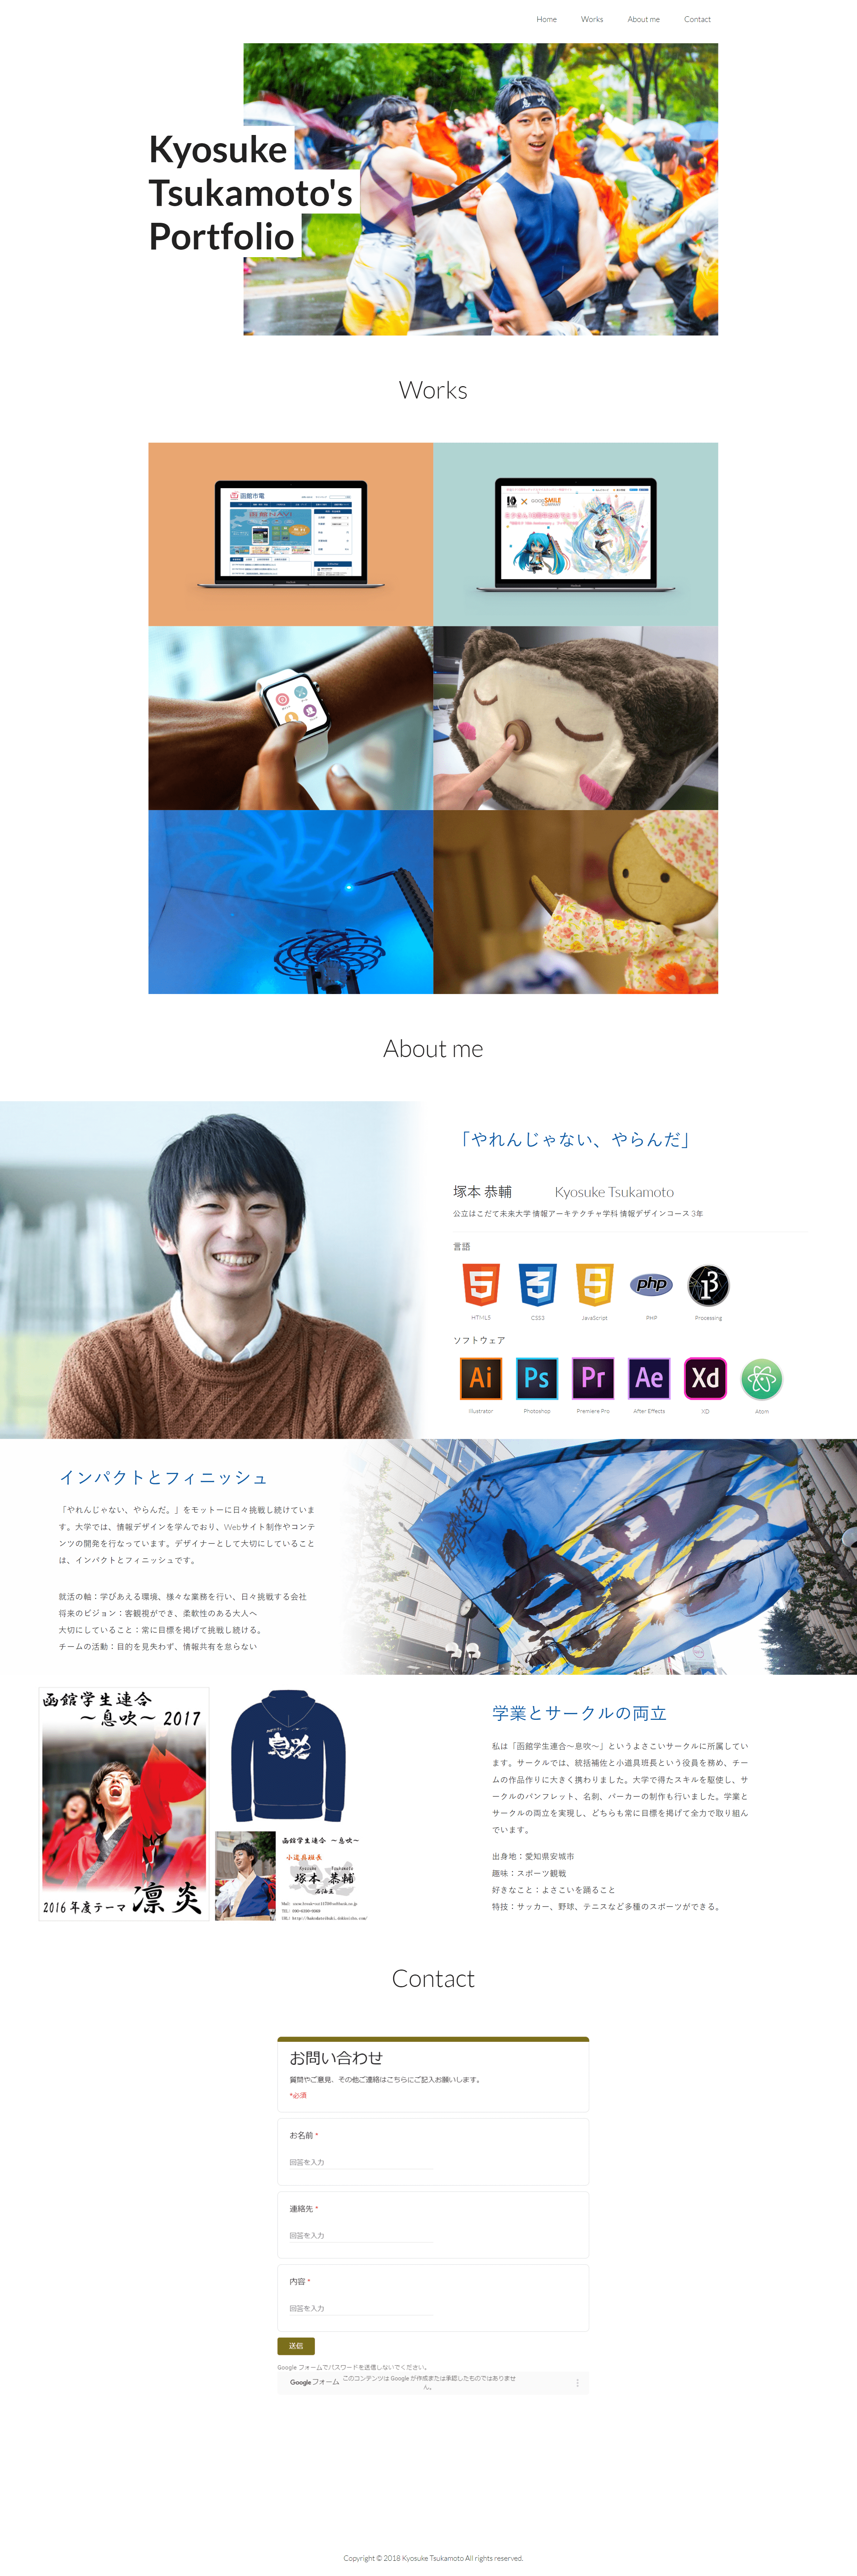 Home Works About me Contact
息吹
Kyosuke
Tsukamoto's
Portfolio
Works
函館市電
函館NAVI
GOOD SMILE
COMPANY
About me
「やれんじゃない、やらんだ」
塚本 恭輔 Kyosuke Tsukamoto
公立はこだて未来大学 情報アーキテクチャ学科 情報デザインコース 3年
言語
HTML5 CSS3 JavaScript PHP Processing
ソフトウェア
Ai Ps Pr Ae Xd
Illustrator Photoshop Premiere Pro After Effects XD Atom
インパクトとフィニッシュ
「やれんじゃない、やらんだ。」をモットーに日々挑戦し続けていま
す。大学では、情報デザインを学んでおり、Webサイト制作やコンテ
ンツの開発を行なっています。デザイナーとして大切にしていること
は、インパクトとフィニッシュです。
就活の軸：学びあえる環境、様々な業務を行い、日々挑戦する会社
将来のビジョン：客観視ができ、柔軟性のある大人へ
大切にしていること：常に目標を掲げて挑戦し続ける。
チームの活動：目的を見失わず、情報共有を怠らない
函館学生連合
～息吹～ 2017
2016年度テーマ 凛炎
息吹
函館学生連合 ～息吹～
小道具班長
Kyosuke Tsukamoto
塚本 恭輔
学業とサークルの両立
私は「函館学生連合～息吹～」というよさこいサークルに所属してい
ます。サークルでは、統括補佐と小道具班長という役員を務め、チー
ムの作品作りに大きく携わりました。大学で得たスキルを駆使し、サ
ークルのパンフレット、名刺、パーカーの制作も行いました。学業と
サークルの両立を実現し、どちらも常に目標を掲げて全力で取り組ん
でいます。
出身地：愛知県安城市
趣味：スポーツ観戦
好きなこと：よさこいを踊ること
特技：サッカー、野球、テニスなど多種のスポーツができる。
Contact
お問い合わせ
質問やご意見、その他ご連絡はこちらにご記入お願いします。
*必須
お名前 *
回答を入力
連絡先 *
回答を入力
内容 *
回答を入力
送信
Google フォームでパスワードを送信しないでください。
Google フォーム このコンテンツは Google が作成または承認したものではありませ
ん。
Copyright © 2018 Kyosuke Tsukamoto All rights reserved.